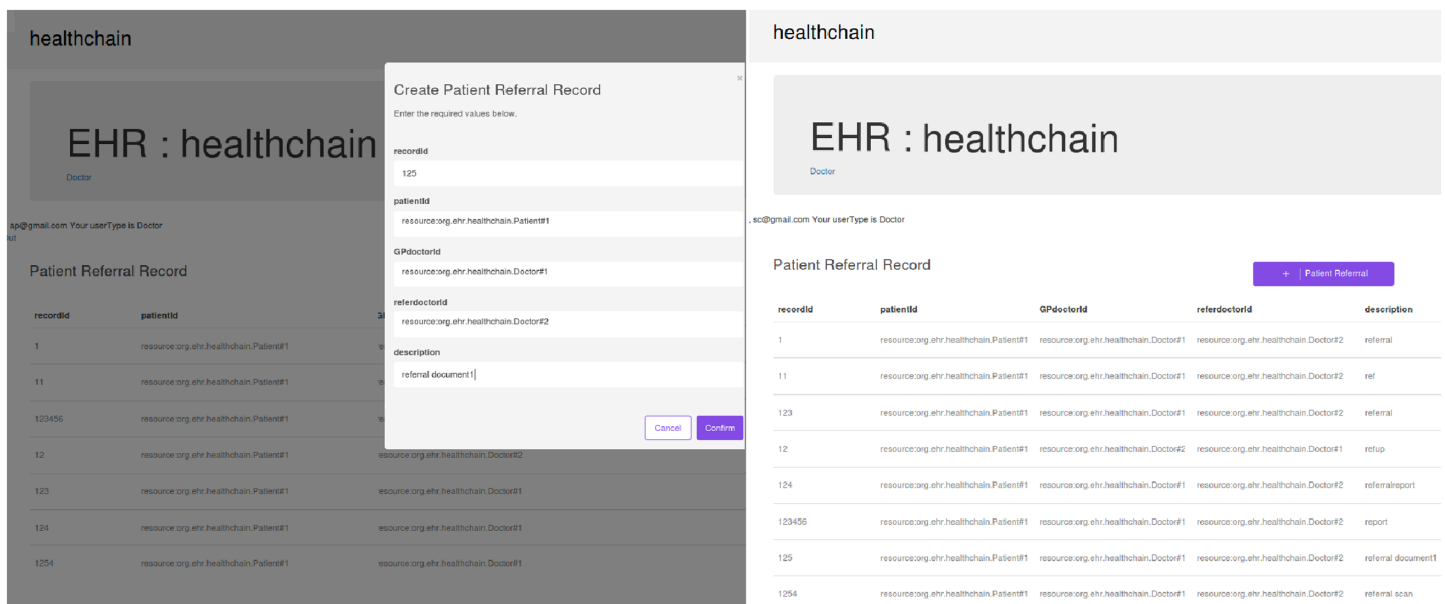 healthchain
EHR : healthchain
Doctor
ap@gmail.com Your userType is Doctor
out
Patient Referral Record
recordId patientId
1 resource:org.ehr.healthchain.Patient#1
11 resource:org.ehr.healthchain.Patient#1
123456 resource:org.ehr.healthchain.Patient#1
12 resource:org.ehr.healthchain.Patient#1 resource:org.ehr.healthchain.Doctor#2
123 resource:org.ehr.healthchain.Patient#1 resource:org.ehr.healthchain.Doctor#1
124 resource:org.ehr.healthchain.Patient#1 resource:org.ehr.healthchain.Doctor#1
1254 resource:org.ehr.healthchain.Patient#1 resource:org.ehr.healthchain.Doctor#1
×
Create Patient Referral Record
Enter the required values below.
recordId
125
patientId
resource:org.ehr.healthchain.Patient#1
GPdoctorId
resource:org.ehr.healthchain.Doctor#1
referdoctorId
resource:org.ehr.healthchain.Doctor#2
description
referral document1
Cancel Confirm
healthchain
EHR : healthchain
Doctor
, sc@gmail.com Your userType is Doctor
Patient Referral Record
+ | Patient Referrral
recordId patientId GPdoctorId referdoctorId description
1 resource:org.ehr.healthchain.Patient#1 resource:org.ehr.healthchain.Doctor#1 resource:org.ehr.healthchain.Doctor#2 referral
11 resource:org.ehr.healthchain.Patient#1 resource:org.ehr.healthchain.Doctor#1 resource:org.ehr.healthchain.Doctor#2 ref
123 resource:org.ehr.healthchain.Patient#1 resource:org.ehr.healthchain.Doctor#1 resource:org.ehr.healthchain.Doctor#2 referral
12 resource:org.ehr.healthchain.Patient#1 resource:org.ehr.healthchain.Doctor#2 resource:org.ehr.healthchain.Doctor#1 refup
124 resource:org.ehr.healthchain.Patient#1 resource:org.ehr.healthchain.Doctor#1 resource:org.ehr.healthchain.Doctor#2 referralreport
123456 resource:org.ehr.healthchain.Patient#1 resource:org.ehr.healthchain.Doctor#1 resource:org.ehr.healthchain.Doctor#2 report
125 resource:org.ehr.healthchain.Patient#1 resource:org.ehr.healthchain.Doctor#1 resource:org.ehr.healthchain.Doctor#2 referral document1
1254 resource:org.ehr.healthchain.Patient#1 resource:org.ehr.healthchain.Doctor#1 resource:org.ehr.healthchain.Doctor#2 referral scan